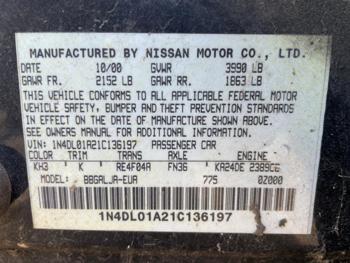 MANUFACTURED BY NISSAN MOTOR CO., LTD.
DATE 10/00 GVWR 3990 LB
GAWR FR. 2152 LB GAWR RR. 1863 LB
THIS VEHICLE CONFORMS TO ALL APPLICABLE FEDERAL MOTOR
VEHICLE SAFETY, BUMPER AND THEFT PREVENTION STANDARDS
IN EFFECT ON THE DATE OF MANUFACTURE SHOWN ABOVE.
SEE OWNERS MANUAL FOR ADDITIONAL INFORMATION
VIN: 1N4DL01A21C136197 PASSENGER CAR
COLOR TRIM TRANS AXLE ENGINE
KH3 K RE4F04A FN36 KA24DE 2389CC
MODEL BBGALJA-EUA 775 0Z000
1N4DL01A21C136197